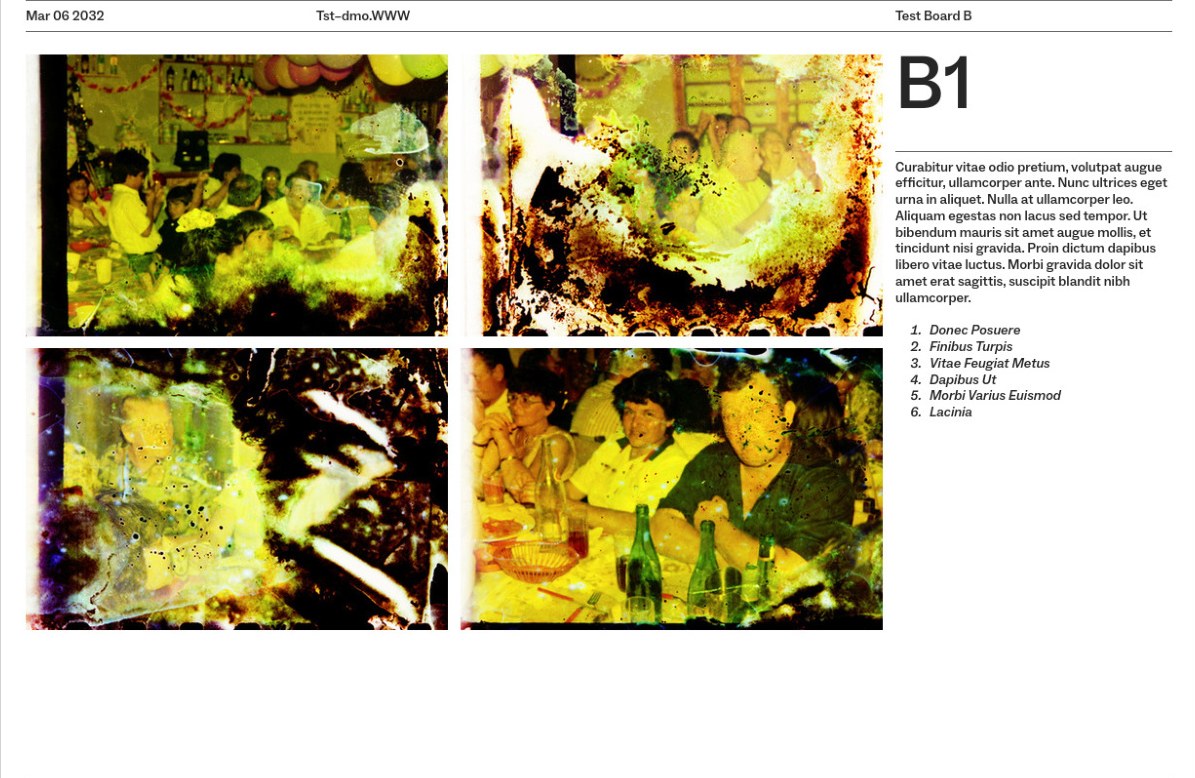 Mar 06 2032
Tst–dmo.WWW
Test Board B
B1
Curabitur vitae odio pretium, volutpat augue
efficitur, ullamcorper ante. Nunc ultrices eget
urna in aliquet. Nulla at ullamcorper leo.
Aliquam egestas non lacus sed tempor. Ut
bibendum mauris sit amet augue mollis, et
tincidunt nisi gravida. Proin dictum dapibus
libero vitae luctus. Morbi gravida dolor sit
amet erat sagittis, suscipit blandit nibh
ullamcorper.
1. Donec Posuere
2. Finibus Turpis
3. Vitae Feugiat Metus
4. Dapibus Ut
5. Morbi Varius Euismod
6. Lacinia